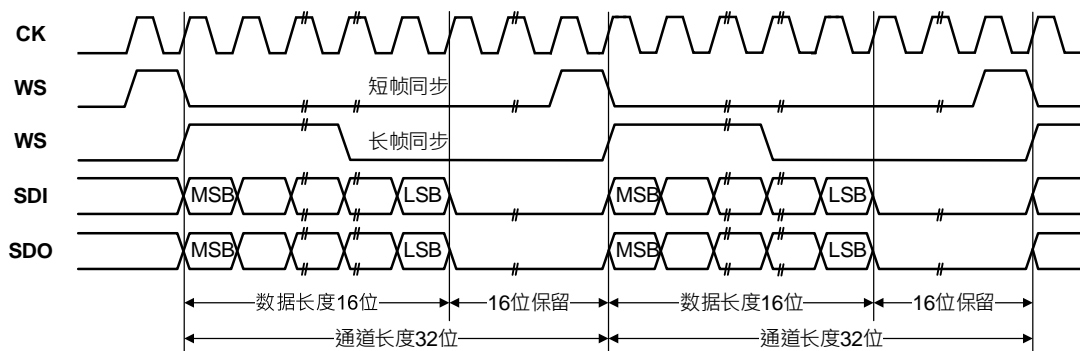 CK
WS
短帧同步
WS
长帧同步
SDI MSB LSB MSB LSB
SDO MSB LSB MSB LSB
数据长度16位 16位保留 数据长度16位 16位保留
通道长度32位 通道长度32位